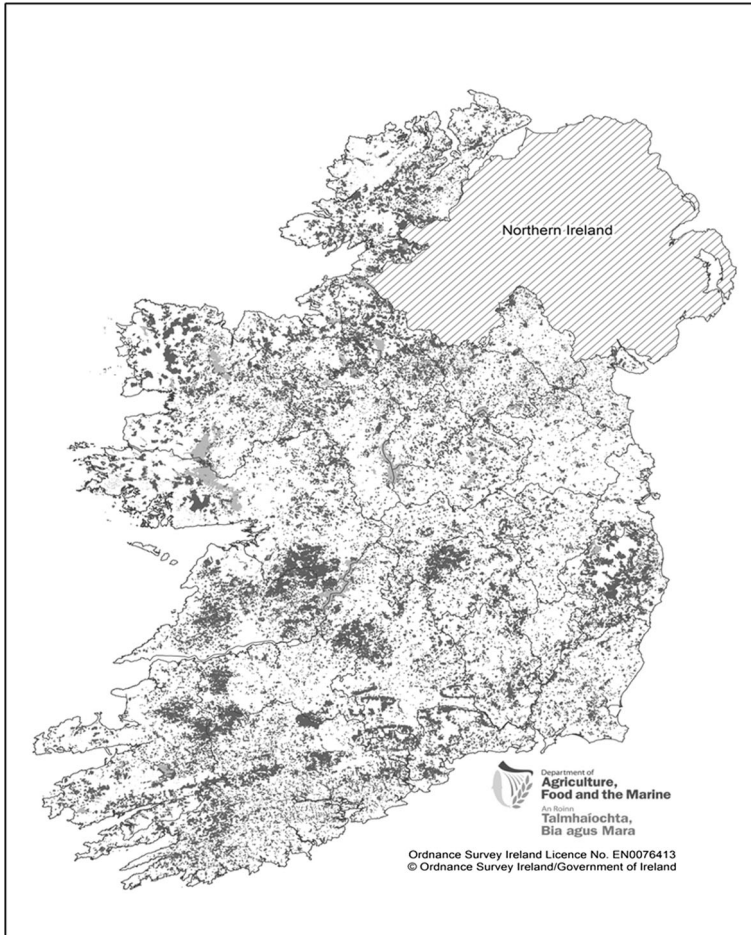 Northern Ireland
Department of
Agriculture,
Food and the Marine
An Roinn
Talmhaíochta,
Bia agus Mara
Ordnance Survey Ireland Licence No. EN0076413
© Ordnance Survey Ireland/Government of Ireland